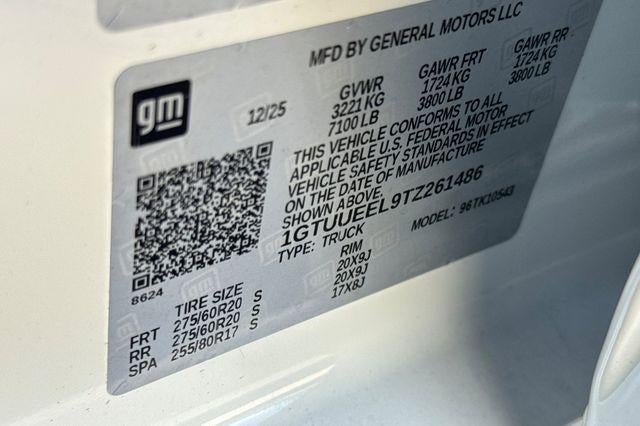 MFD BY GENERAL MOTORS LLC
gm
12/25
GVWR GAWR FRT GAWR RR
3221 KG 1724 KG 1724 KG
7100 LB 3800 LB 3800 LB
THIS VEHICLE CONFORMS TO ALL
APPLICABLE U.S. FEDERAL MOTOR
VEHICLE SAFETY STANDARDS IN EFFECT
ON THE DATE OF MANUFACTURE
SHOWN ABOVE.
1GTUUEEL9TZ261486
TYPE: TRUCK MODEL: 96TK10543
8624
TIRE SIZE RIM
FRT 275/60R20 S 20X9J
RR 275/60R20 S 20X9J
SPA 255/80R17 S 17X8J